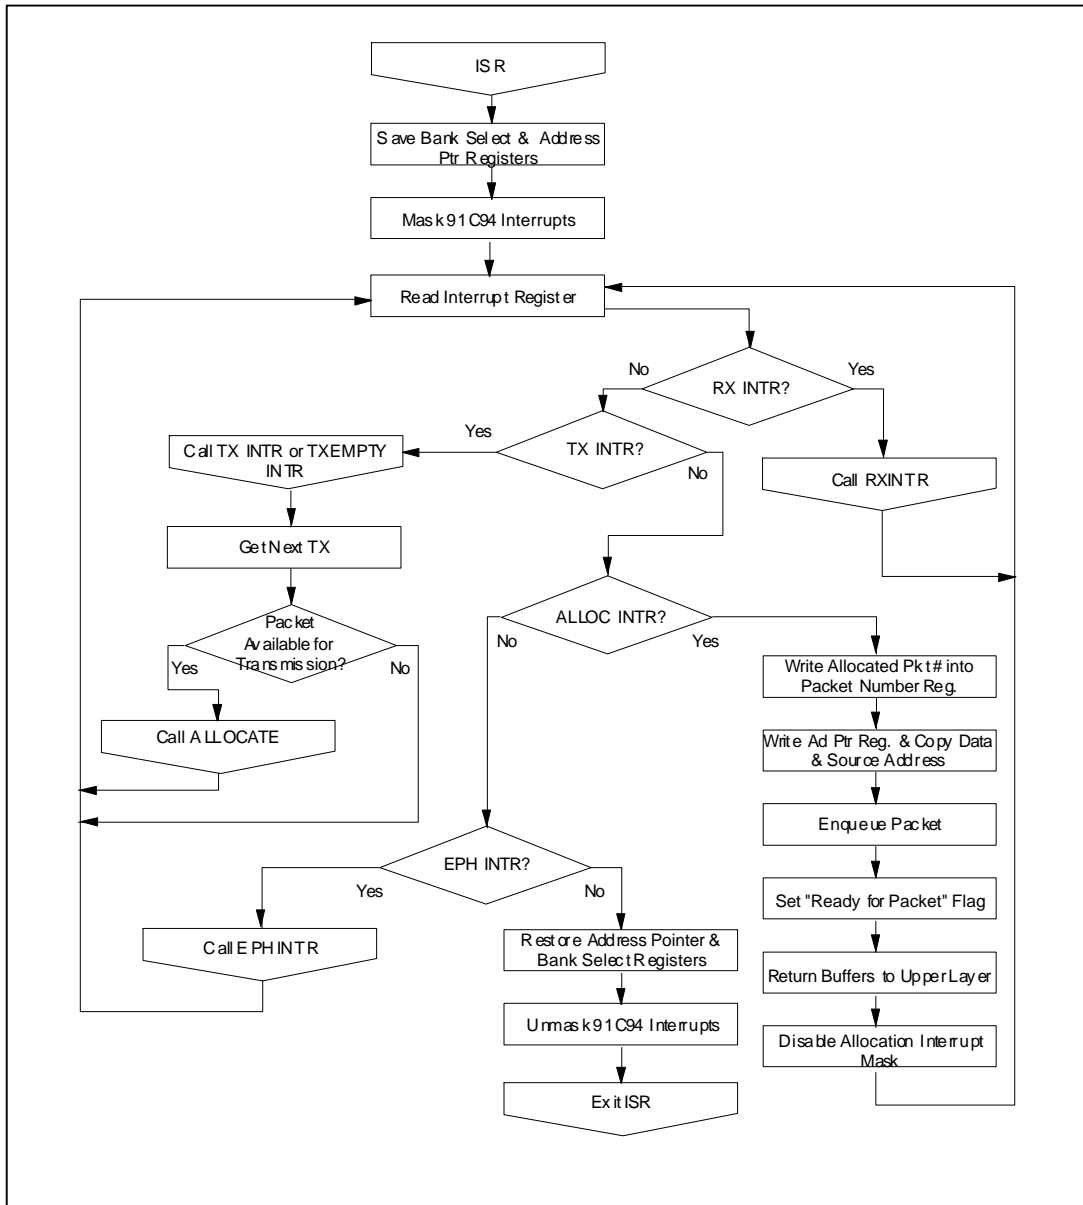 ISR
Save Bank Select & Address
Ptr Registers
Mask 91C94 Interrupts
Read Interrupt Register
No
Yes
RX INTR?
Yes
Call TX INTR or TXEMPTY
INTR
TX INTR?
No
Call RXINTR
Get Next TX
Packet
Available for
Transmission?
Yes
No
ALLOC INTR?
No
Yes
Write Allocated Pkt # into
Packet Number Reg.
Call ALLOCATE
Write Ad Ptr Reg. & Copy Data
& Source Address
Enqueue Packet
EPH INTR?
Yes
No
Set "Ready for Packet" Flag
Call EPH INTR
Restore Address Pointer &
Bank Select Registers
Return Buffers to Upper Layer
Unmask 91C94 Interrupts
Disable Allocation Interrupt
Mask
Exit ISR